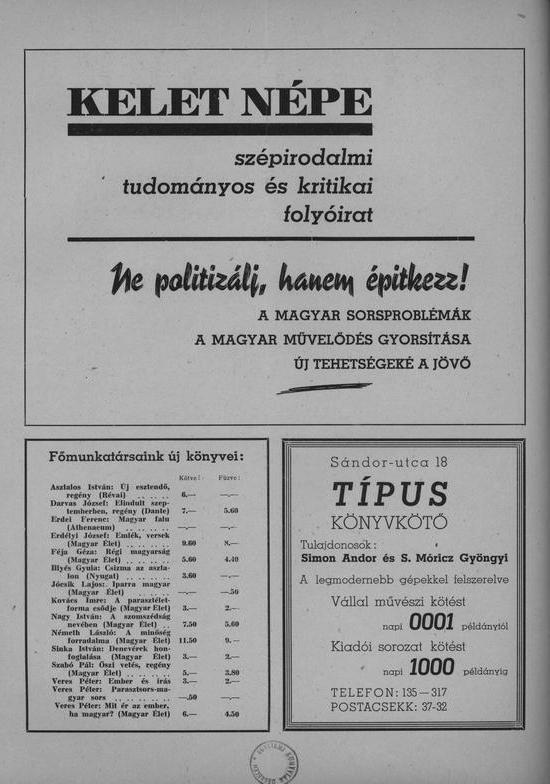 KELET NÉPE
szépirodalmi
tudományos és kritikai
folyóirat
Ne politizálj, hanem építkezz!
A MAGYAR SORSPROBLÉMÁK
A MAGYAR MŰVELŐDÉS GYORSÍTÁSA
ÚJ TEHETSÉGEKÉ A JÖVŐ
Főmunkatársaink új könyvei:
Kötve: Fűzve:
Asztalos István: Új esztendő,
regény (Révai) . . . . . . 6.— —.—
Darvas József: Elindult szep-
temberben, regény (Dante) 7.— 5.60
Erdei Ferenc: Magyar falu
(Athenaeum) . . . . . . —.— —.—
Erdélyi József: Emlék, versek
(Magyar Élet) . . . . . . 9.60 8.—
Féja Géza: Régi magyarság
(Magyar Élet) . . . . . . 5.60 4.40
Illyés Gyula: Csizma az aszta-
lon (Nyugat) . . . . . . 3.60 —.—
Jócsik Lajos: Iparra magyar
(Magyar Élet) . . . . . . —.— —.50
Kovács Imre: A parasztélet-
forma csődje (Magyar Élet) 3.— 2.—
Nagy István: A szomszédság
nevében (Magyar Élet) . . 7.50 5.60
Németh László: A minőség
forradalma (Magyar Élet) 11.50 9.—
Sinka István: Denevérek hon-
foglalása (Magyar Élet) 3.— 2.—
Szabó Pál: Őszi vetés, regény
(Magyar Élet) . . . . . . 5.— 3.80
Veres Péter: Ember és írás 3.— 2.—
Veres Péter: Parasztsors-ma-
gyar sors . . . . . . —.50 —.—
Veres Péter: Mit ér az ember,
ha magyar? (Magyar Élet) 6.— 4.50
Sándor-utca 18
TÍPUS
KÖNYVKÖTŐ
Tulajdonosok:
Simon Andor és S. Móricz Gyöngyi
A legmodernebb gépekkel felszerelve
Vállal művészi kötést
napi 0001 példánytól
Kiadói sorozat kötést
napi 1000 példányig
TELEFON: 135—317
POSTACSEKK: 37-32